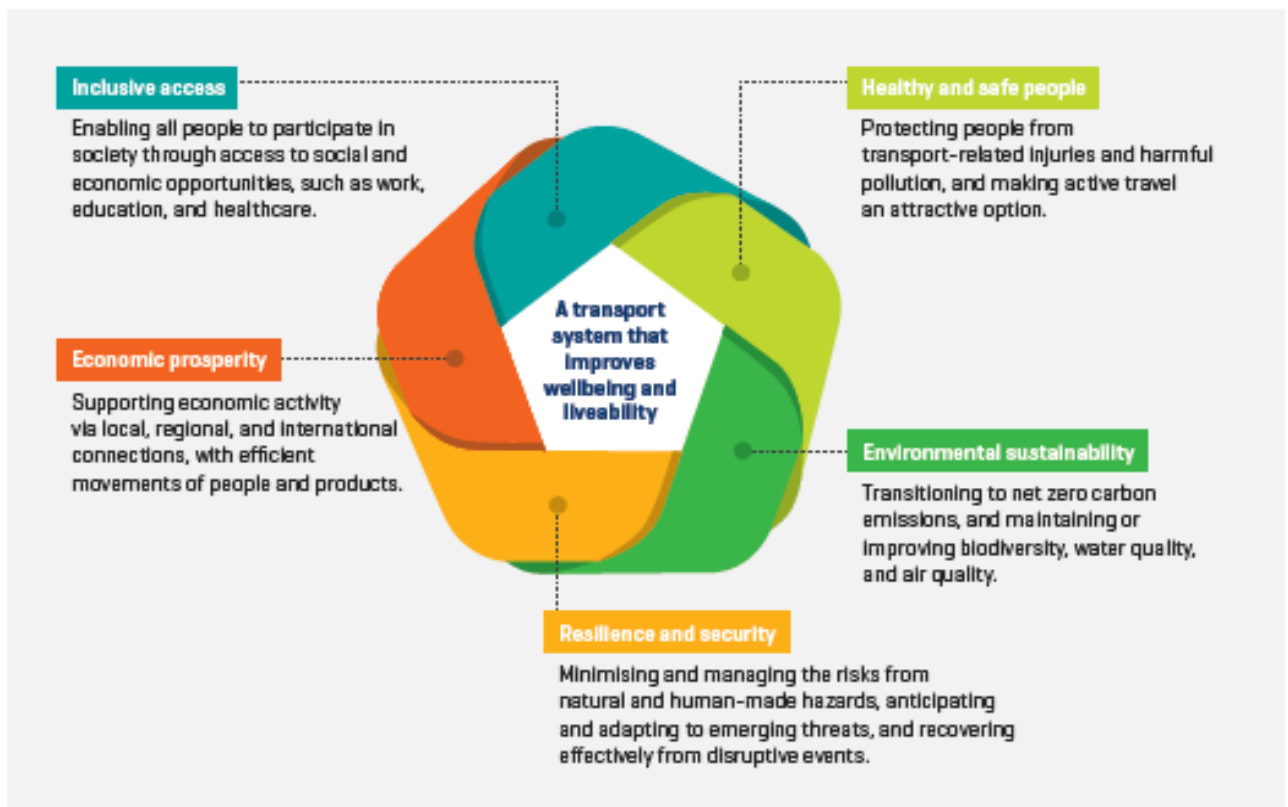 Inclusive access
Enabling all people to participate in
society through access to social and
economic opportunities, such as work,
education, and healthcare.
Healthy and safe people
Protecting people from
transport-related injuries and harmful
pollution, and making active travel
an attractive option.
A transport
system that
improves
wellbeing and
liveability
Economic prosperity
Supporting economic activity
via local, regional, and international
connections, with efficient
movements of people and products.
Environmental sustainability
Transitioning to net zero carbon
emissions, and maintaining or
improving biodiversity, water quality,
and air quality.
Resilience and security
Minimising and managing the risks from
natural and human-made hazards, anticipating
and adapting to emerging threats, and recovering
effectively from disruptive events.